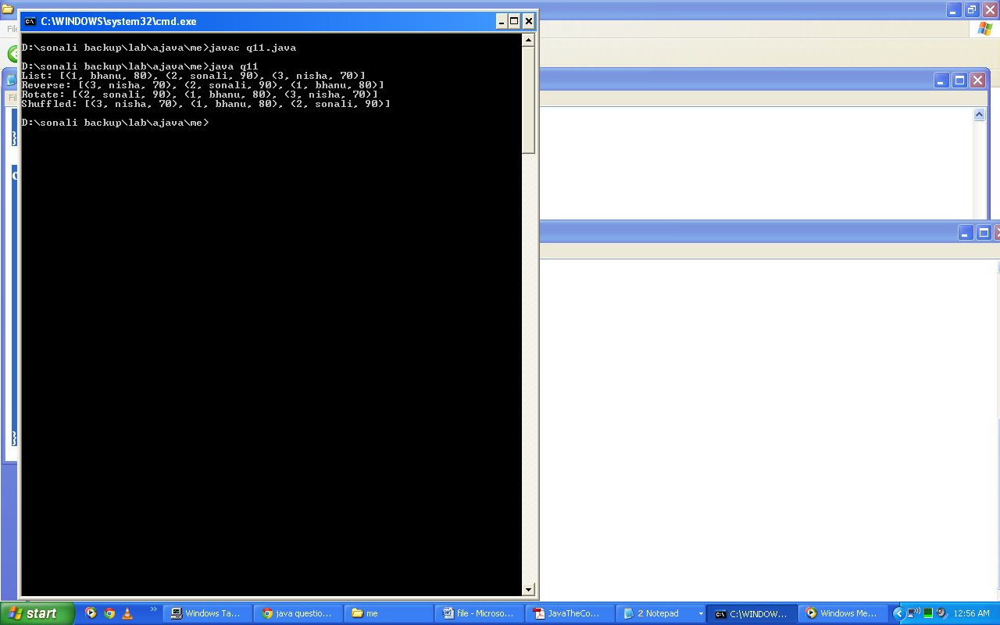 C:\WINDOWS\system32\cmd.exe
D:\sonali backup\lab\ajava\me>javac q11.java
D:\sonali backup\lab\ajava\me>java q11
List: [(1, bhanu, 80), (2, sonali, 90), (3, nisha, 70)]
Reverse: [(3, nisha, 70), (2, sonali, 90), (1, bhanu, 80)]
Rotate: [(2, sonali, 90), (1, bhanu, 80), (3, nisha, 70)]
Shuffled: [(3, nisha, 70), (1, bhanu, 80), (2, sonali, 90)]
D:\sonali backup\lab\ajava\me>
start
Windows Ta...
java questio...
me
file - Microso...
JavaTheCo...
2 Notepad
C:\WINDOW...
Windows Me...
12:56 AM